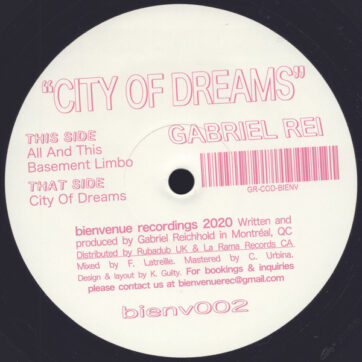 "CITY OF DREAMS"
THIS SIDE
All And This
Basement Limbo
THAT SIDE
City Of Dreams
GABRIEL REI
GR-COD-BIENV
bienvenue recordings 2020 Written and
produced by Gabriel Reichhold in Montréal, QC
Distributed by Rubadub UK & La Rama Records CA
Mixed by F. Latreille. Mastered by C. Urbina.
Design & layout by K. Guilty. For bookings & inquiries
please contact us at bienvenuerec@gmail.com
bienv002